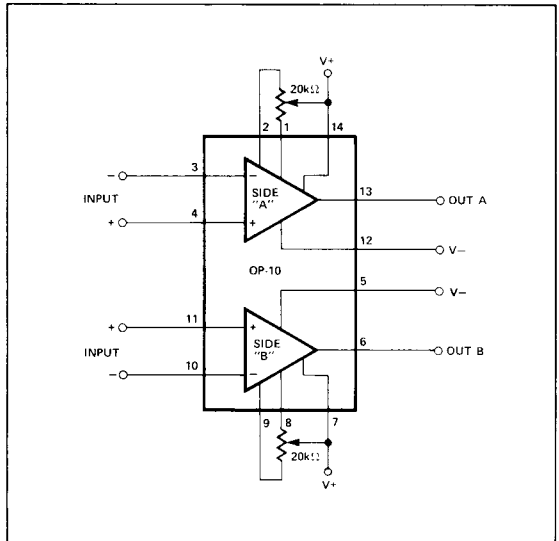 V+
20kΩ
2 1 14
3
−
−
INPUT
SIDE
"A"
13
OUT A
4
+
+
12
V−
OP-10
5
V−
11
+
+
SIDE
"B"
6
OUT B
INPUT
10
−
−
9 8 7
20kΩ
V+